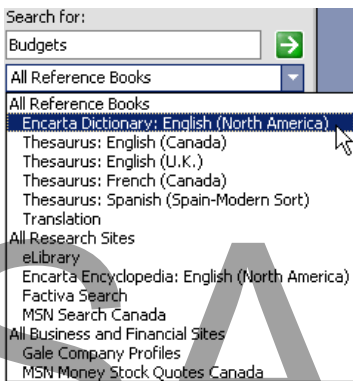 Search for:
Budgets
All Reference Books
All Reference Books
Encarta Dictionary: English (North America)
Thesaurus: English (Canada)
Thesaurus: English (U.K.)
Thesaurus: French (Canada)
Thesaurus: Spanish (Spain-Modern Sort)
Translation
All Research Sites
eLibrary
Encarta Encyclopedia: English (North America)
Factiva Search
MSN Search Canada
All Business and Financial Sites
Gale Company Profiles
MSN Money Stock Quotes Canada